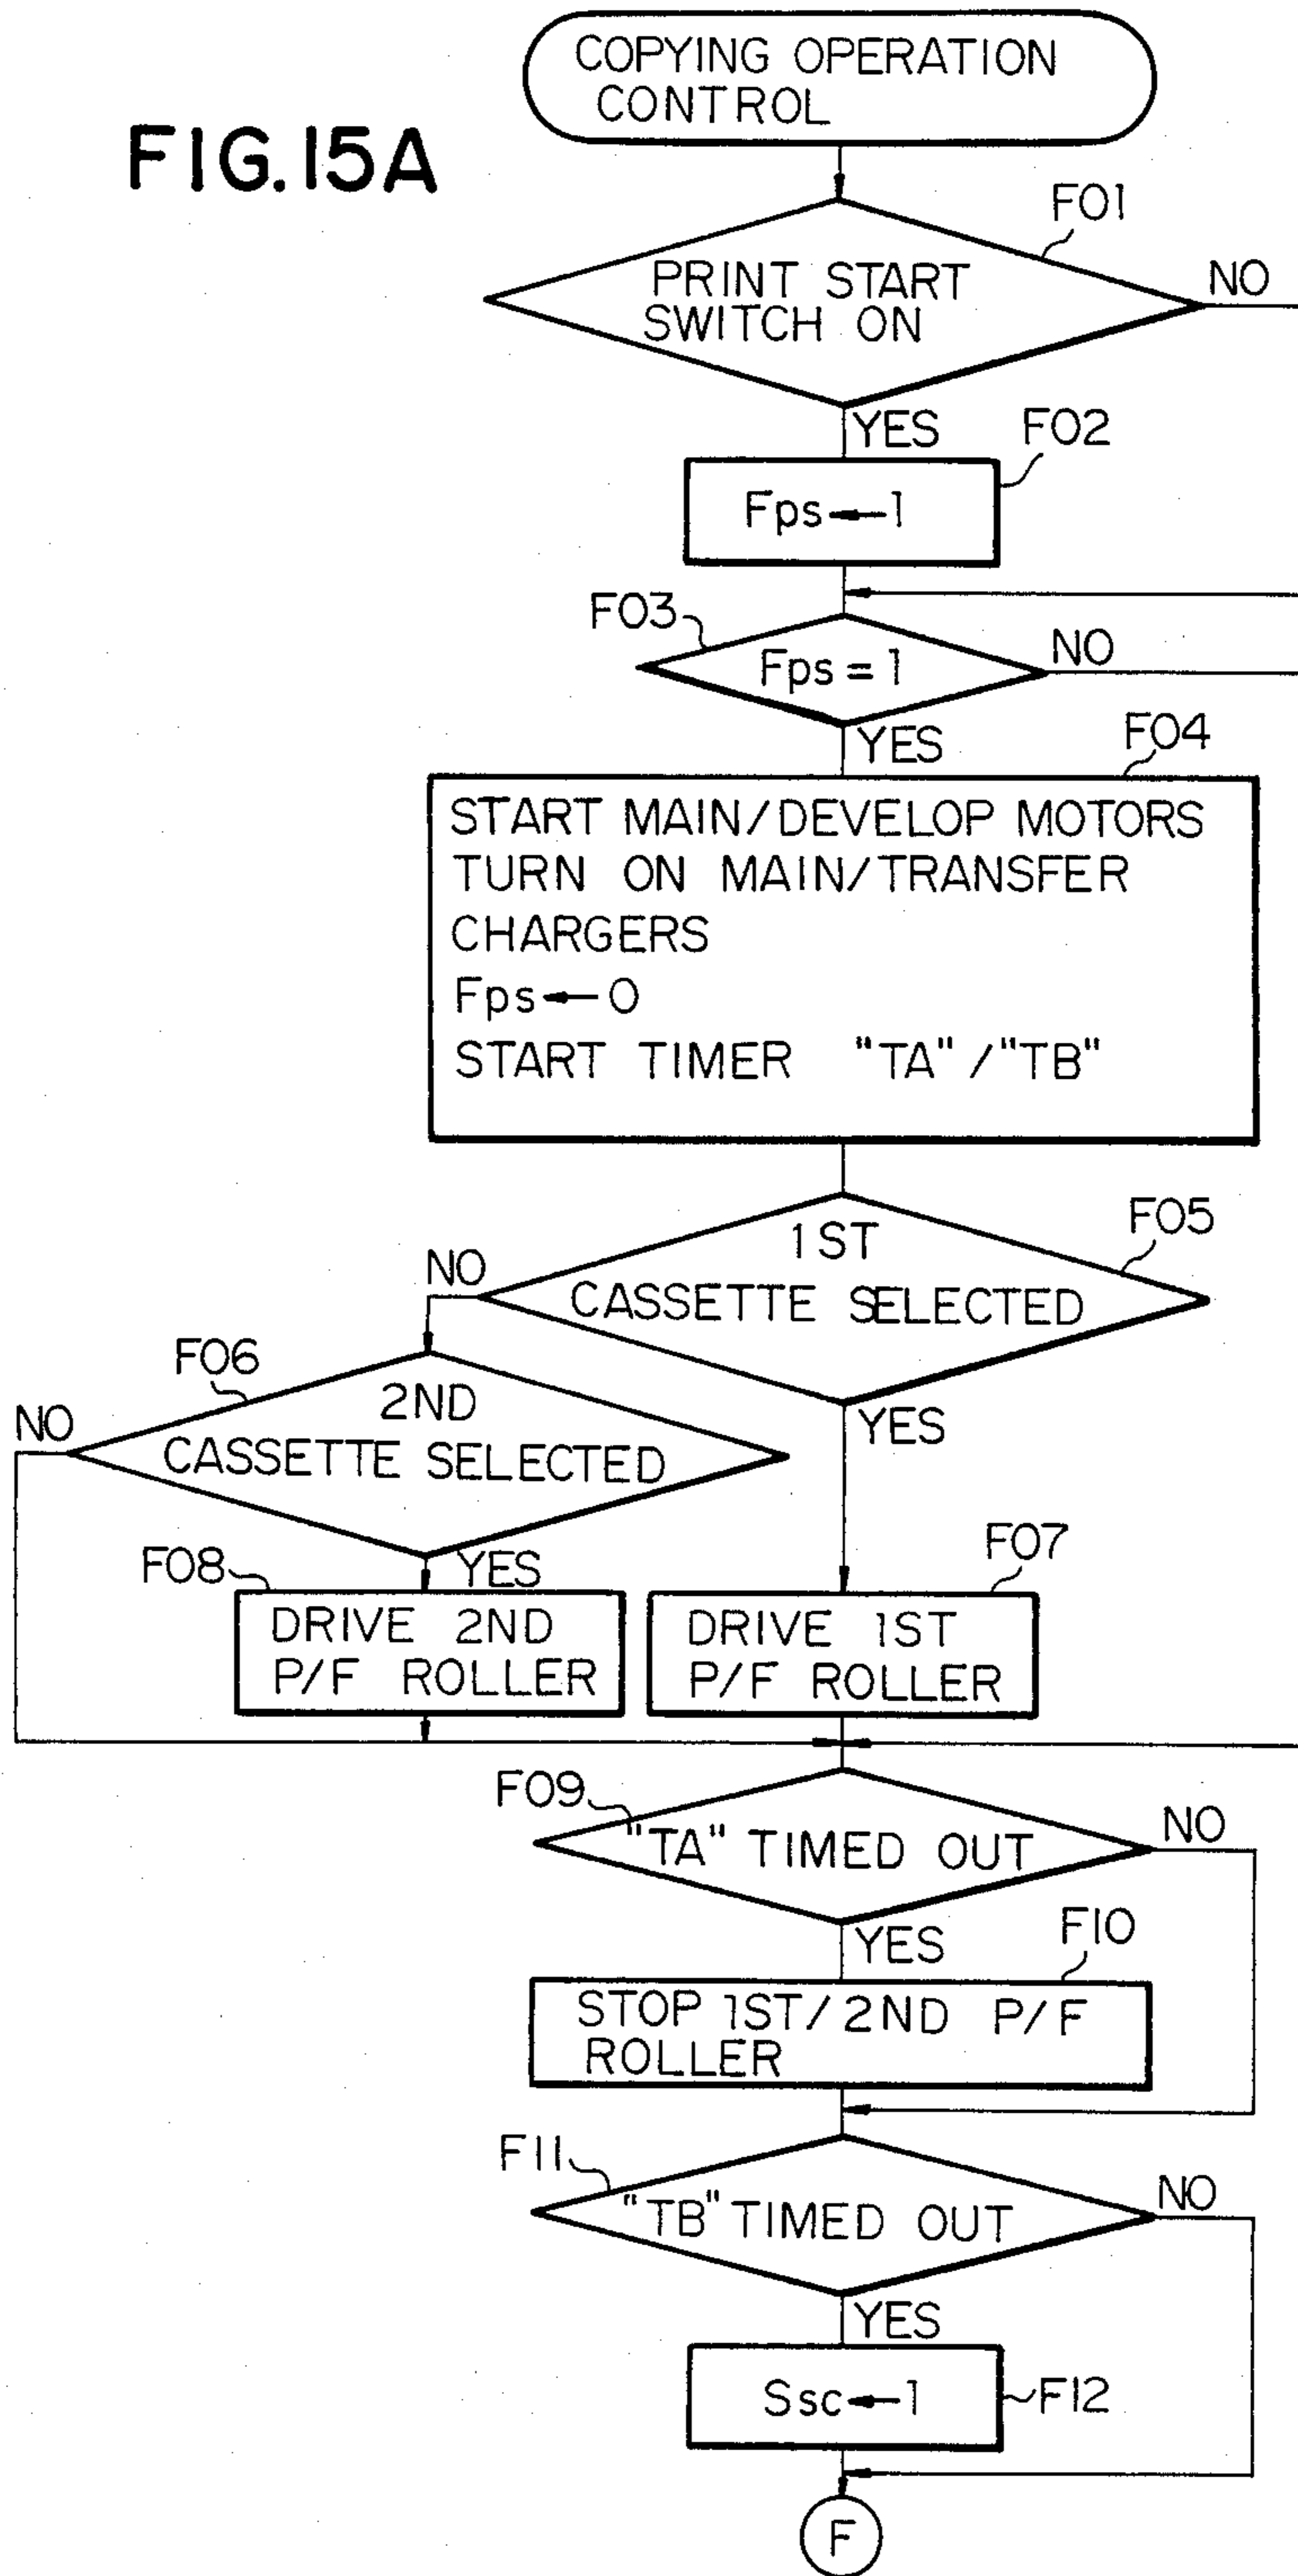 COPYING OPERATION
CONTROL
FIG.15A
F01
PRINT START
SWITCH ON
NO
YES
F02
Fps←1
F03
Fps=1
NO
YES
F04
START MAIN/DEVELOP MOTORS
TURN ON MAIN/TRANSFER
CHARGERS
Fps←0
START TIMER "TA"/"TB"
F05
1ST
CASSETTE SELECTED
NO
YES
F06
2ND
CASSETTE SELECTED
NO
YES
F08
DRIVE 2ND
P/F ROLLER
F07
DRIVE 1ST
P/F ROLLER
F09
"TA" TIMED OUT
NO
YES
F10
STOP 1ST/2ND P/F
ROLLER
F11
"TB" TIMED OUT
NO
YES
Ssc←1
F12
F